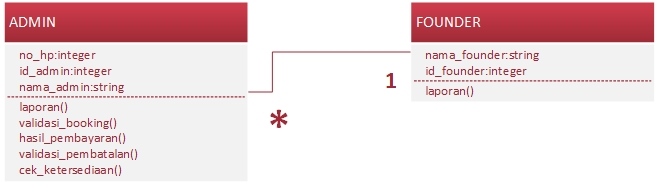 ADMIN
no_hp:integer
id_admin:integer
nama_admin:string
laporan()
validasi_booking()
hasil_pembayaran()
validasi_pembatalan()
cek_ketersediaan()
*
1
FOUNDER
nama_founder:string
id_founder:integer
laporan()